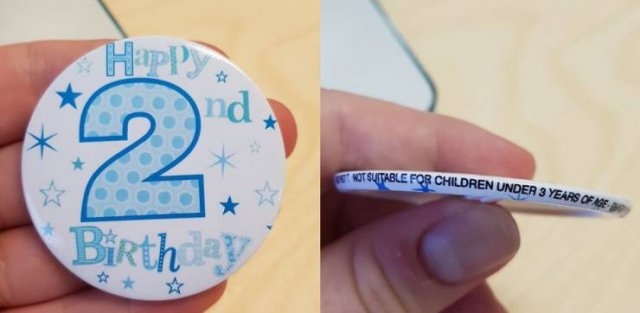 Happy
2nd
Birthday
NOT SUITABLE FOR CHILDREN UNDER 3 YEARS OF AGE